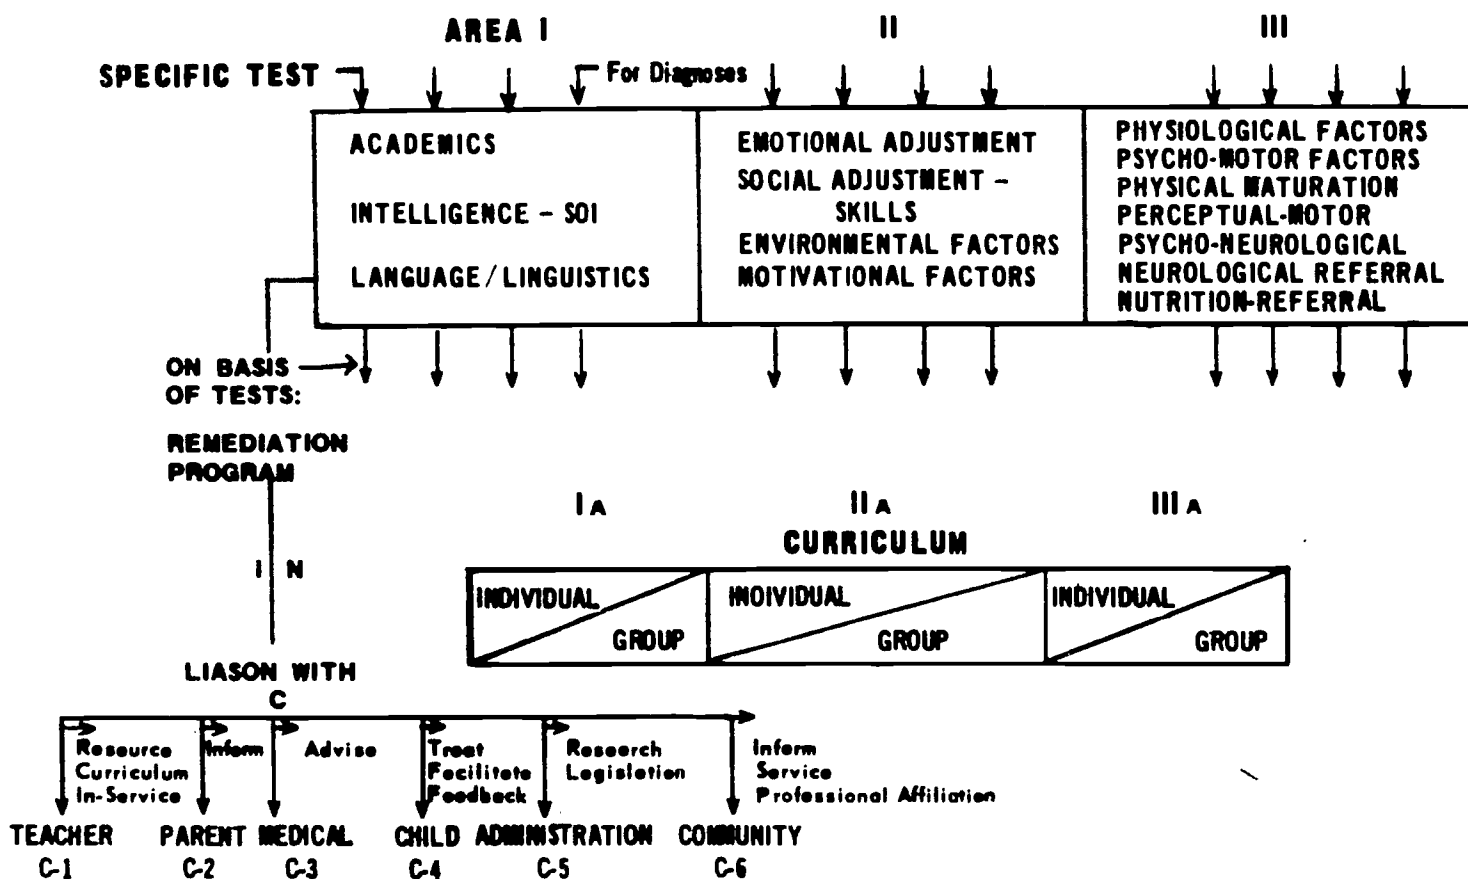 AREA I
II
III
SPECIFIC TEST
For Diagnoses
ACADEMICS
INTELLIGENCE - SOI
LANGUAGE/LINGUISTICS
EMOTIONAL ADJUSTMENT
SOCIAL ADJUSTMENT -
SKILLS
ENVIRONMENTAL FACTORS
MOTIVATIONAL FACTORS
PHYSIOLOGICAL FACTORS
PSYCHO-MOTOR FACTORS
PHYSICAL MATURATION
PERCEPTUAL-MOTOR
PSYCHO-NEUROLOGICAL
NEUROLOGICAL REFERRAL
NUTRITION-REFERRAL
ON BASIS
OF TESTS:
REMEDIATION
PROGRAM
IN
I A
II A
III A
CURRICULUM
INDIVIDUAL
GROUP
INOIVIDUAL
GROUP
INDIVIDUAL
GROUP
LIASON WITH
C
Resource
Curriculum
In-Service
Inform
Advise
Treat
Facilitate
Feedback
Research
Legislation
Inform
Service
Professional Affiliation
TEACHER
C-1
PARENT
C-2
MEDICAL
C-3
CHILD
C-4
ADMINISTRATION
C-5
COMMUNITY
C-6